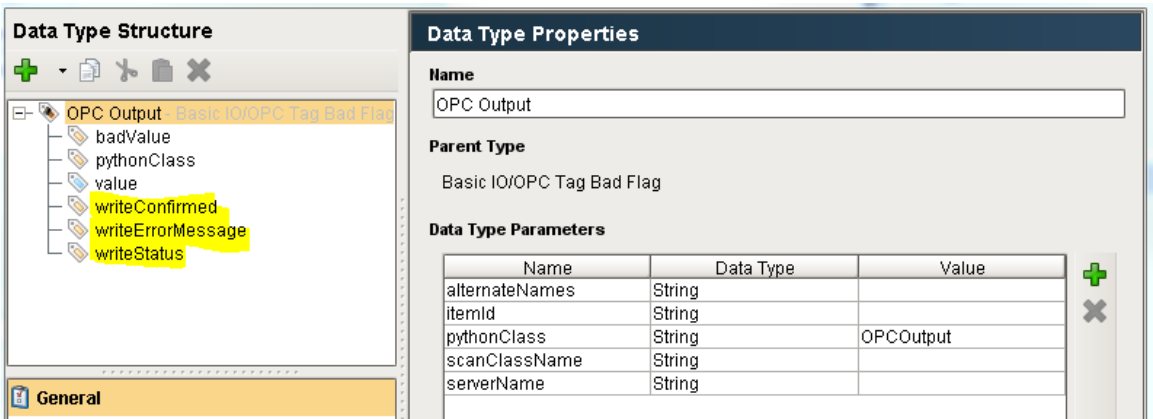 Data Type Structure
OPC Output - Basic IO/OPC Tag Bad Flag
badValue
pythonClass
value
writeConfirmed
writeErrorMessage
writeStatus
General
Data Type Properties
Name
OPC Output
Parent Type
Basic IO/OPC Tag Bad Flag
Data Type Parameters
Name Data Type Value
alternateNames String
itemId String
pythonClass String OPCOutput
scanClassName String
serverName String